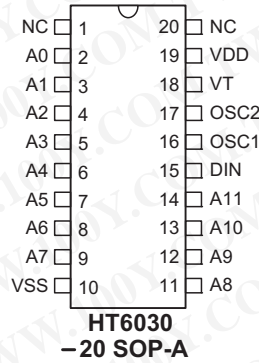 NC 1 20 NC
A0 2 19 VDD
A1 3 18 VT
A2 4 17 OSC2
A3 5 16 OSC1
A4 6 15 DIN
A5 7 14 A11
A6 8 13 A10
A7 9 12 A9
VSS 10 11 A8
HT6030
–20 SOP-A